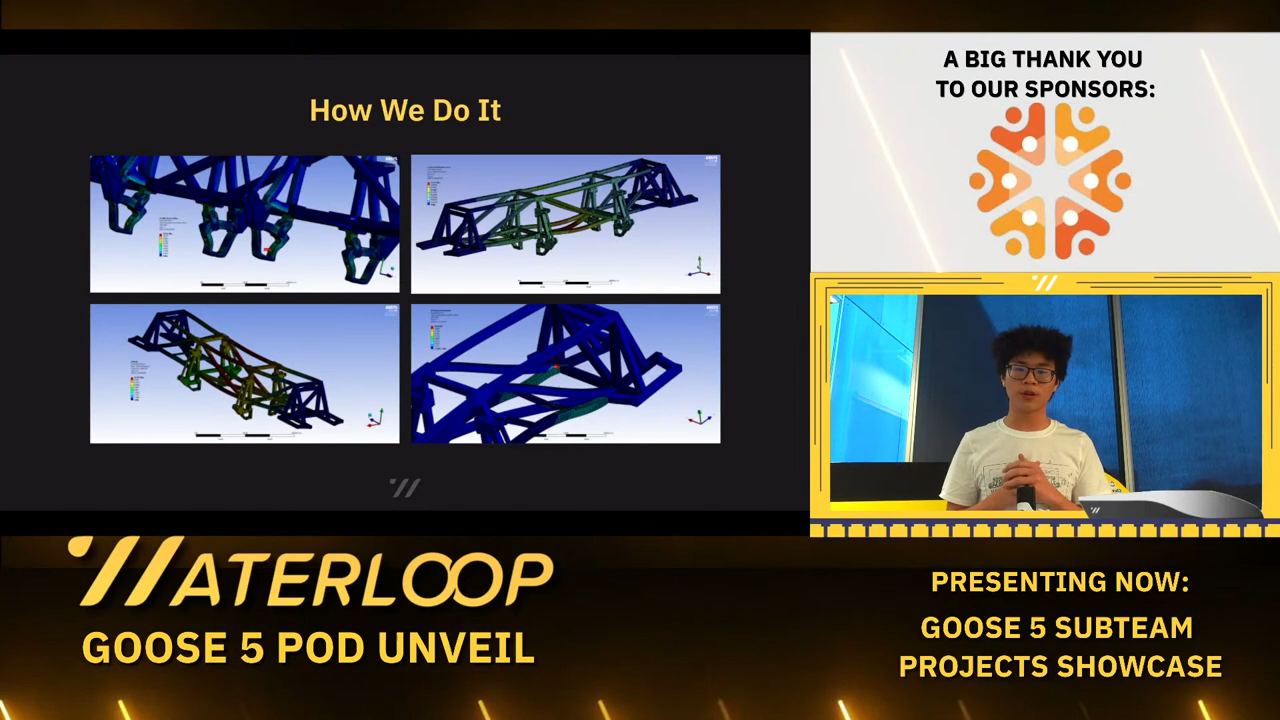 How We Do It
A BIG THANK YOU
TO OUR SPONSORS:
WATERLOOP
GOOSE 5 POD UNVEIL
PRESENTING NOW:
GOOSE 5 SUBTEAM
PROJECTS SHOWCASE